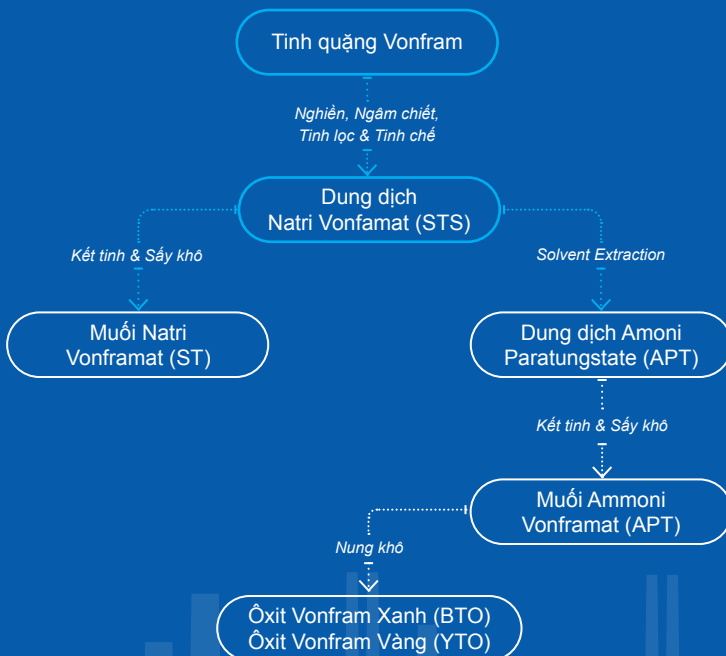 Tinh quặng Vonfram
Nghiền, Ngâm chiết,
Tinh lọc & Tinh chế
Dung dịch
Natri Vonfamat (STS)
Kết tinh & Sấy khô
Solvent Extraction
Muối Natri
Vonframat (ST)
Dung dịch Amoni
Paratungstate (APT)
Kết tinh & Sấy khô
Muối Ammoni
Vonframat (APT)
Nung khô
Ôxit Vonfram Xanh (BTO)
Ôxit Vonfram Vàng (YTO)